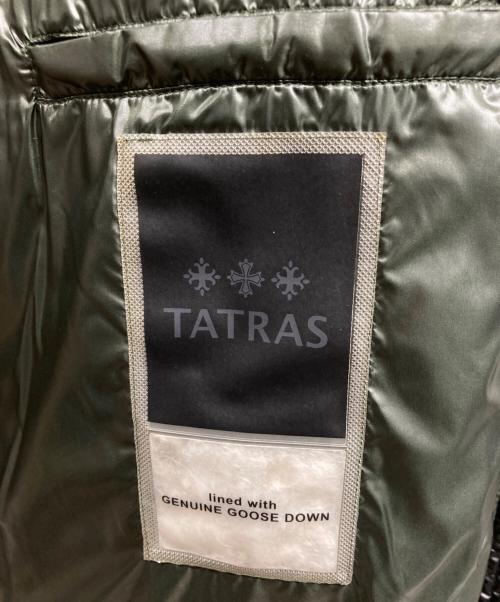 TATRAS
lined with
GENUINE GOOSE DOWN